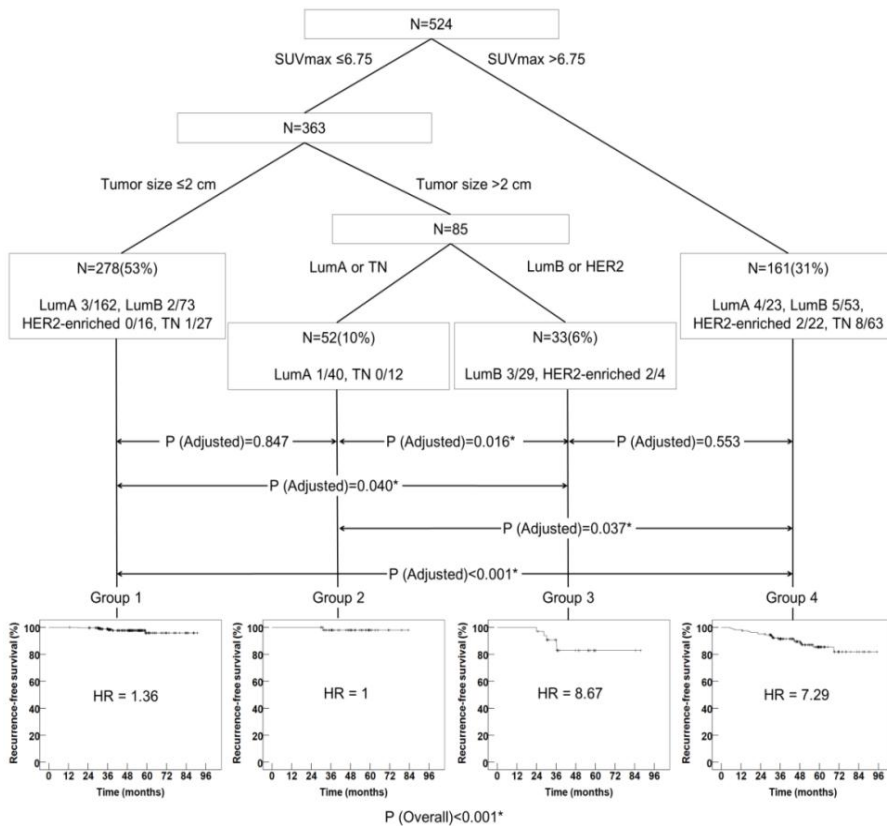 N=524
SUVmax ≤6.75
SUVmax >6.75
N=363
Tumor size ≤2 cm
Tumor size >2 cm
N=85
LumA or TN
LumB or HER2
N=278(53%)
LumA 3/162, LumB 2/73
HER2-enriched 0/16, TN 1/27
N=161(31%)
LumA 4/23, LumB 5/53,
HER2-enriched 2/22, TN 8/63
N=52(10%)
LumA 1/40, TN 0/12
N=33(6%)
LumB 3/29, HER2-enriched 2/4
P (Adjusted)=0.847
P (Adjusted)=0.016*
P (Adjusted)=0.553
P (Adjusted)=0.040*
P (Adjusted)=0.037*
P (Adjusted)<0.001*
Group 1
Group 2
Group 3
Group 4
Recurrence-free survival (%)
100
80
60
40
20
0
HR = 1.36
0 12 24 36 48 60 72 84 96
Time (months)
Recurrence-free survival (%)
100
80
60
40
20
0
HR = 1
0 12 24 36 48 60 72 84 96
Time (months)
Recurrence-free survival (%)
100
80
60
40
20
0
HR = 8.67
0 12 24 36 48 60 72 84 96
Time (months)
Recurrence-free survival (%)
100
80
60
40
20
0
HR = 7.29
0 12 24 36 48 60 72 84 96
Time (months)
P (Overall)<0.001*